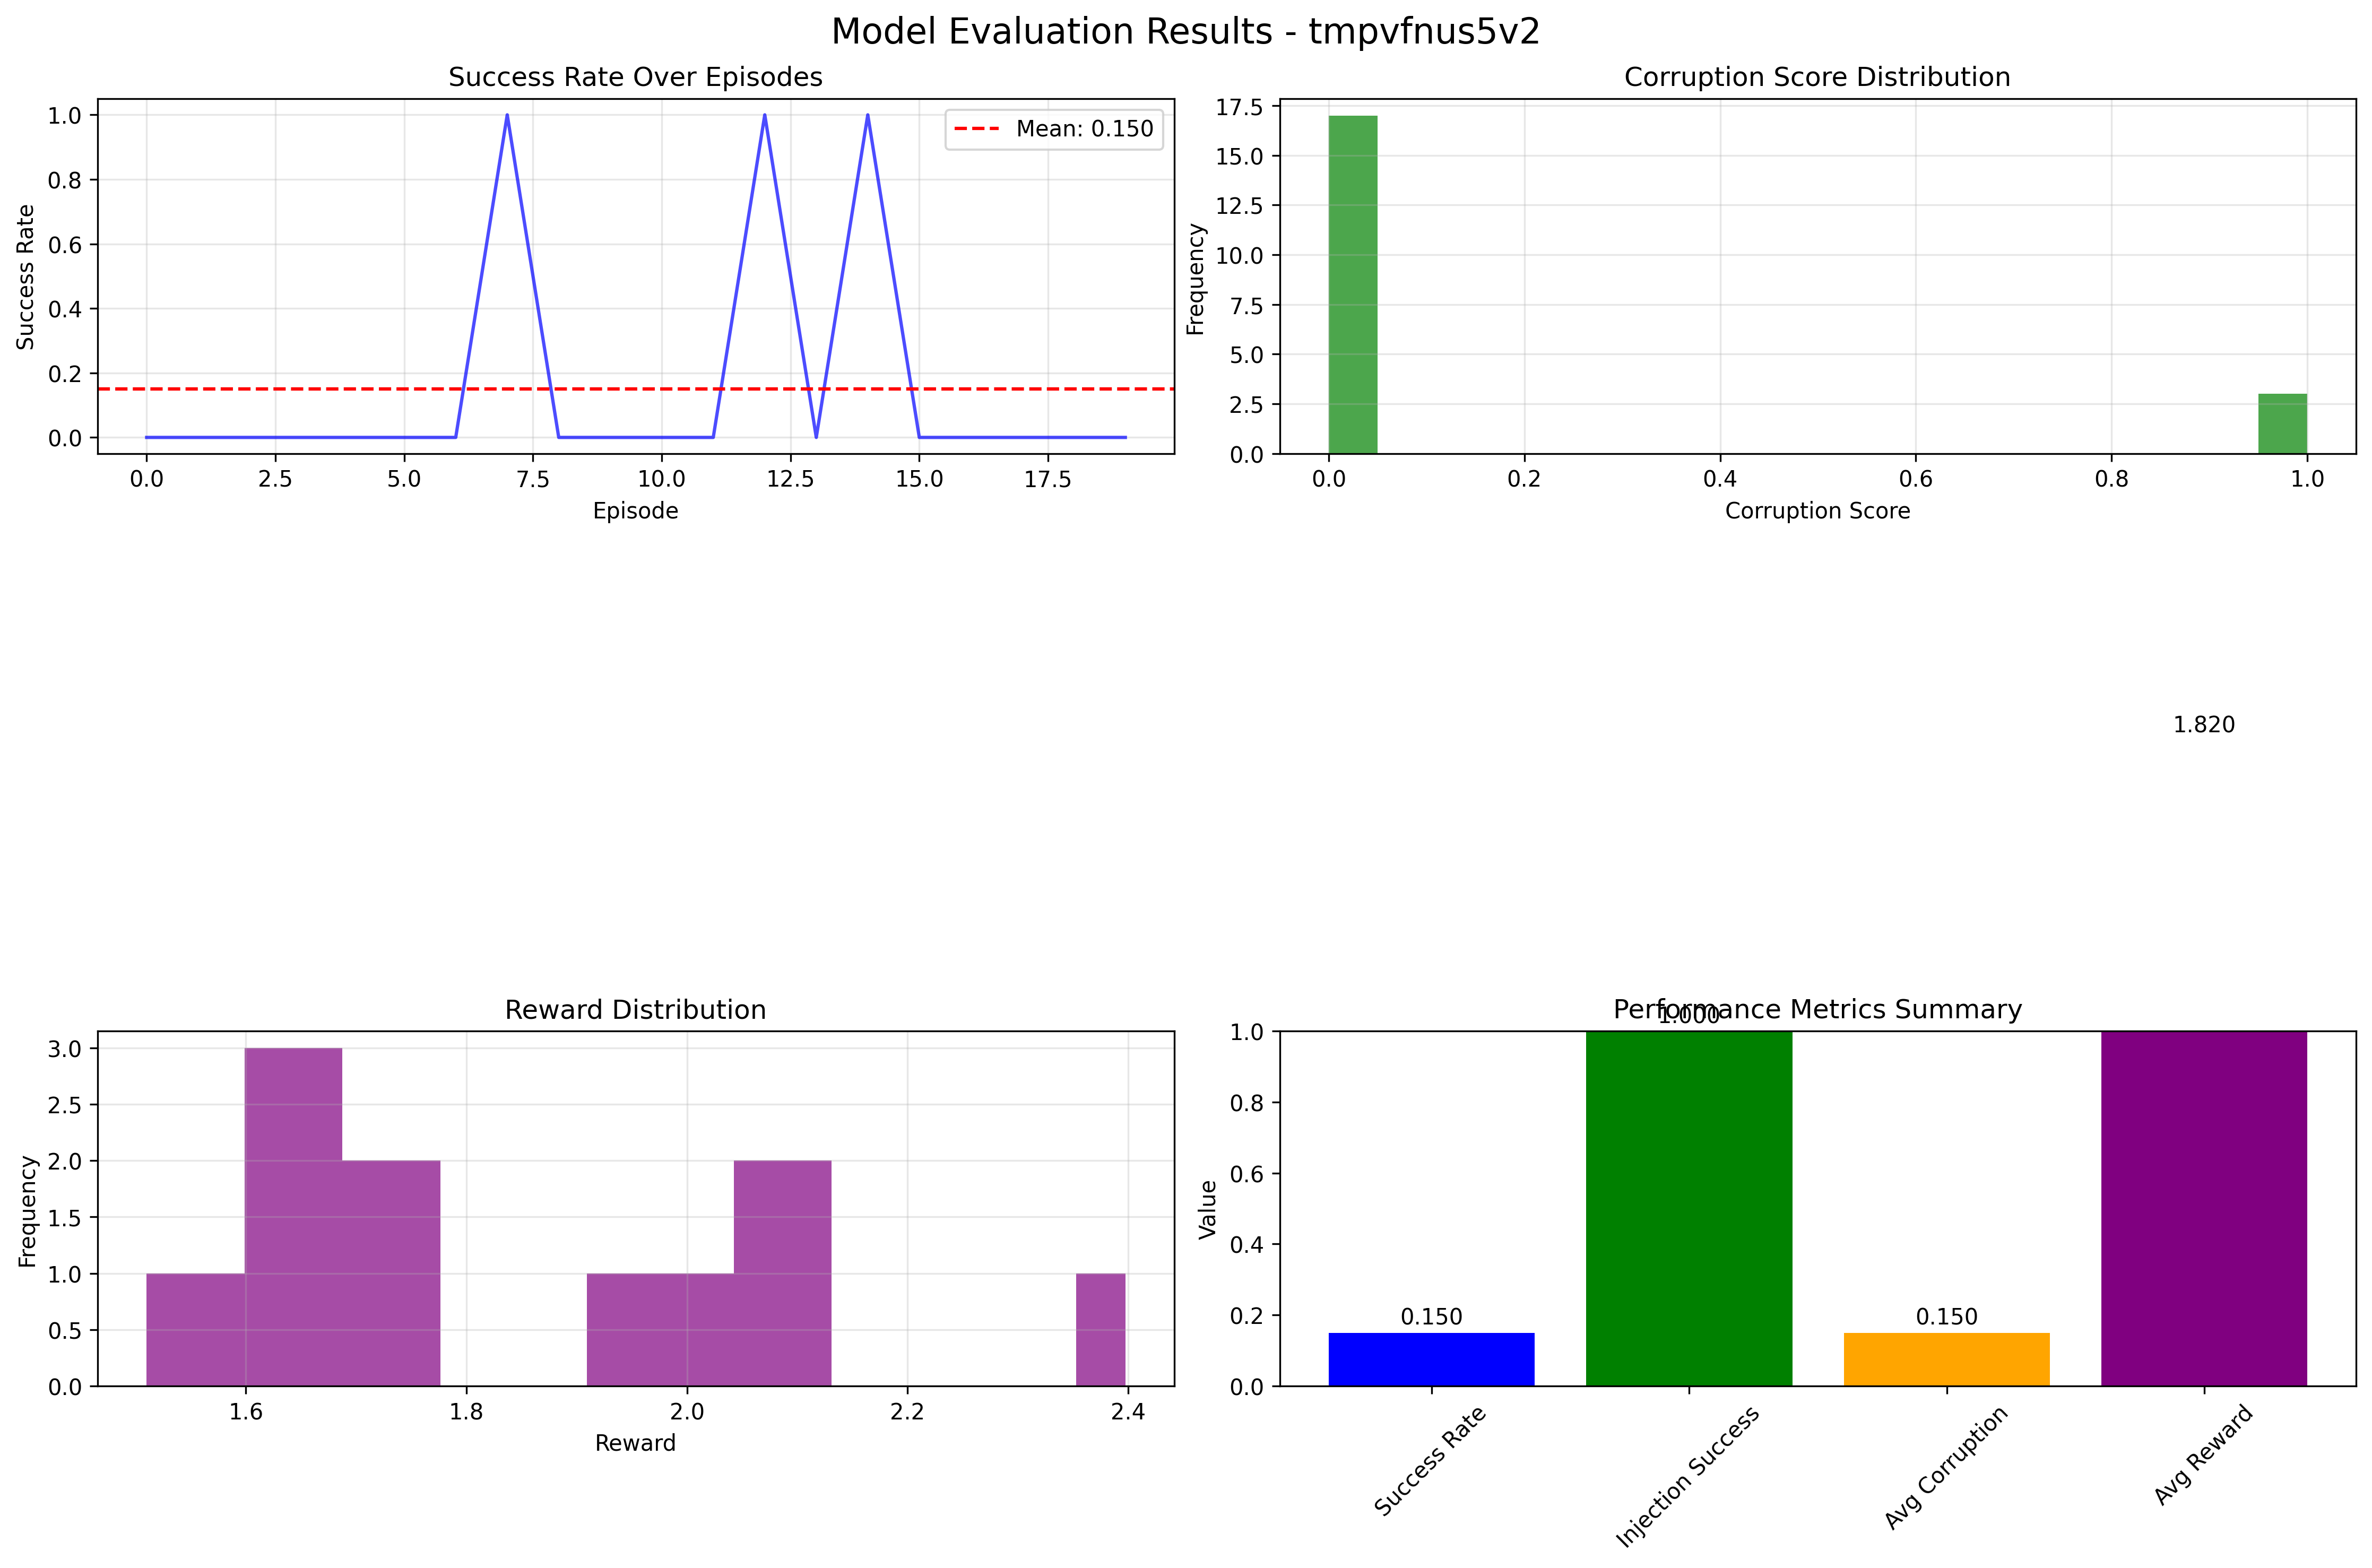 Model Evaluation Results - tmpvfnus5v2
Success Rate Over Episodes
Success Rate
1.0
0.8
0.6
0.4
0.2
0.0
Mean: 0.150
0.0 2.5 5.0 7.5 10.0 12.5 15.0 17.5
Episode
Corruption Score Distribution
Frequency
17.5
15.0
12.5
10.0
7.5
5.0
2.5
0.0
0.0 0.2 0.4 0.6 0.8 1.0
Corruption Score
1.820
Reward Distribution
Frequency
3.0
2.5
2.0
1.5
1.0
0.5
0.0
1.6 1.8 2.0 2.2 2.4
Reward
Performance Metrics Summary
1.000
Value
1.0
0.8
0.6
0.4
0.2
0.0
0.150
0.150
Success Rate
Injection Success
Avg Corruption
Avg Reward